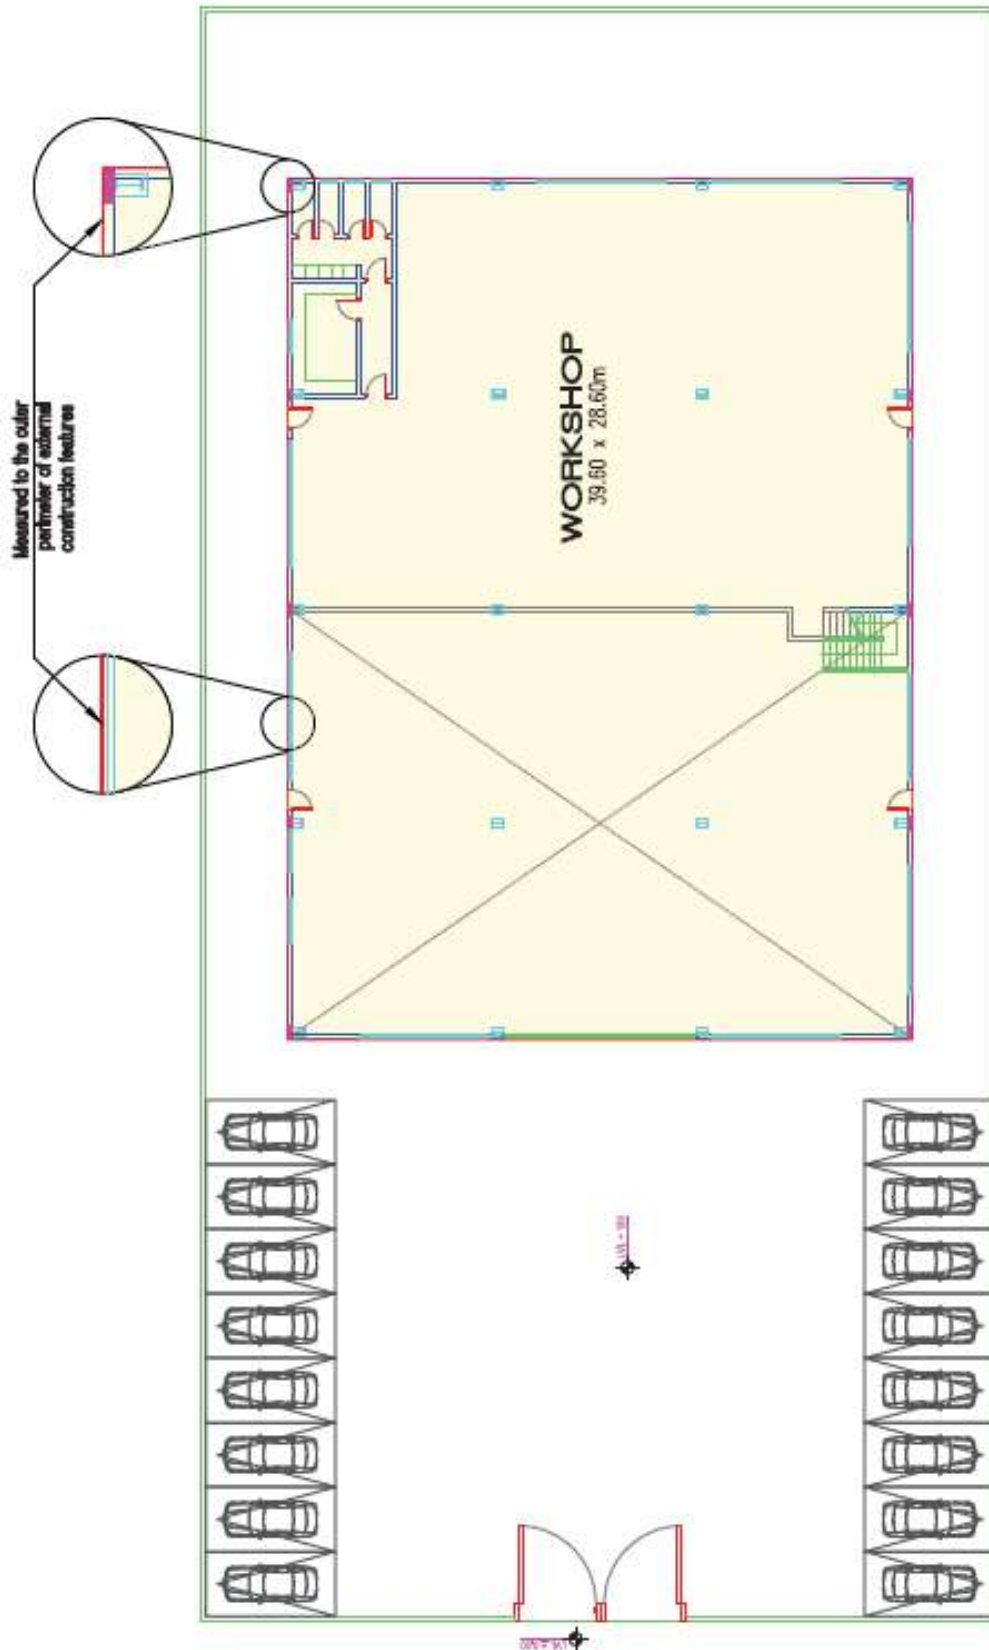 Measured to the outer
perimeter of external
construction features
WORKSHOP
39.60 x 28.60m